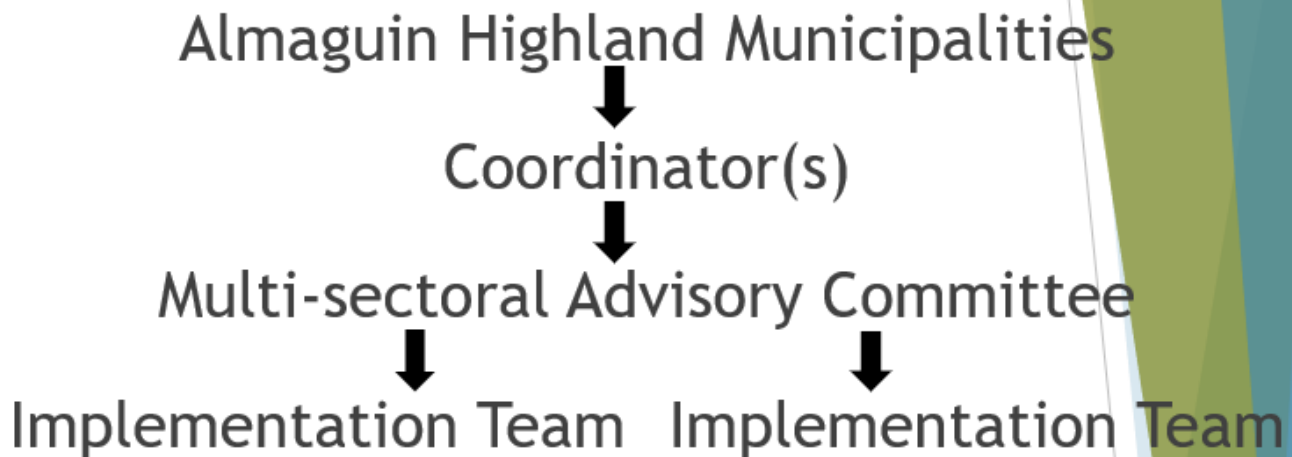 Almaguin Highland Municipalities
Coordinator(s)
Multi-sectoral Advisory Committee
Implementation Team Implementation Team